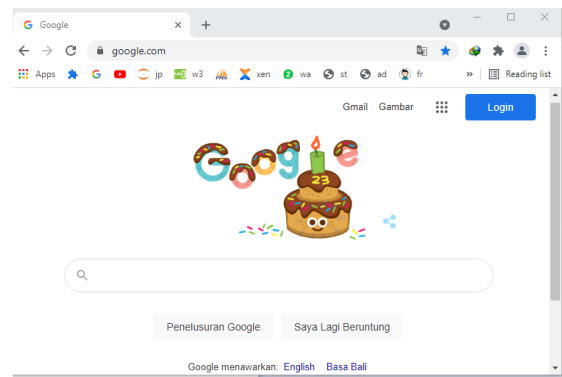 Google
google.com
Apps G jp w3 PMA xen wa st ad fr » Reading list
Gmail Gambar Login
Google
23
Penelusuran Google Saya Lagi Beruntung
Google menawarkan: English Basa Bali